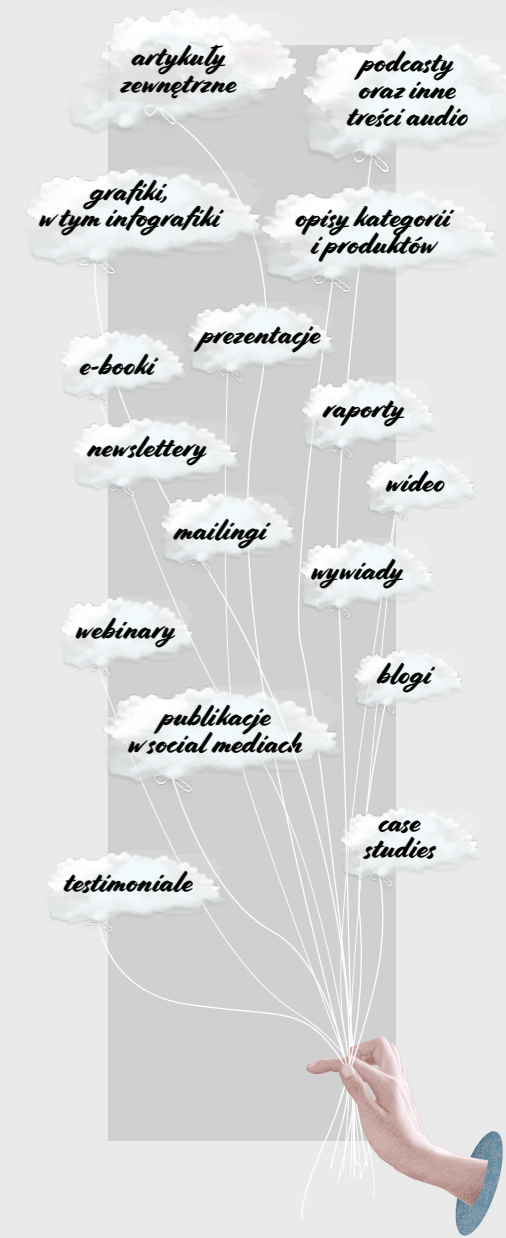 artykuły
zewnętrzne
podcasty
oraz inne
treści audio
grafiki,
w tym infografiki
opisy kategorii
i produktów
prezentacje
e-booki
raporty
newslettery
wideo
mailingi
wywiady
webinary
blogi
publikacje
w social mediach
case
studies
testimoniale